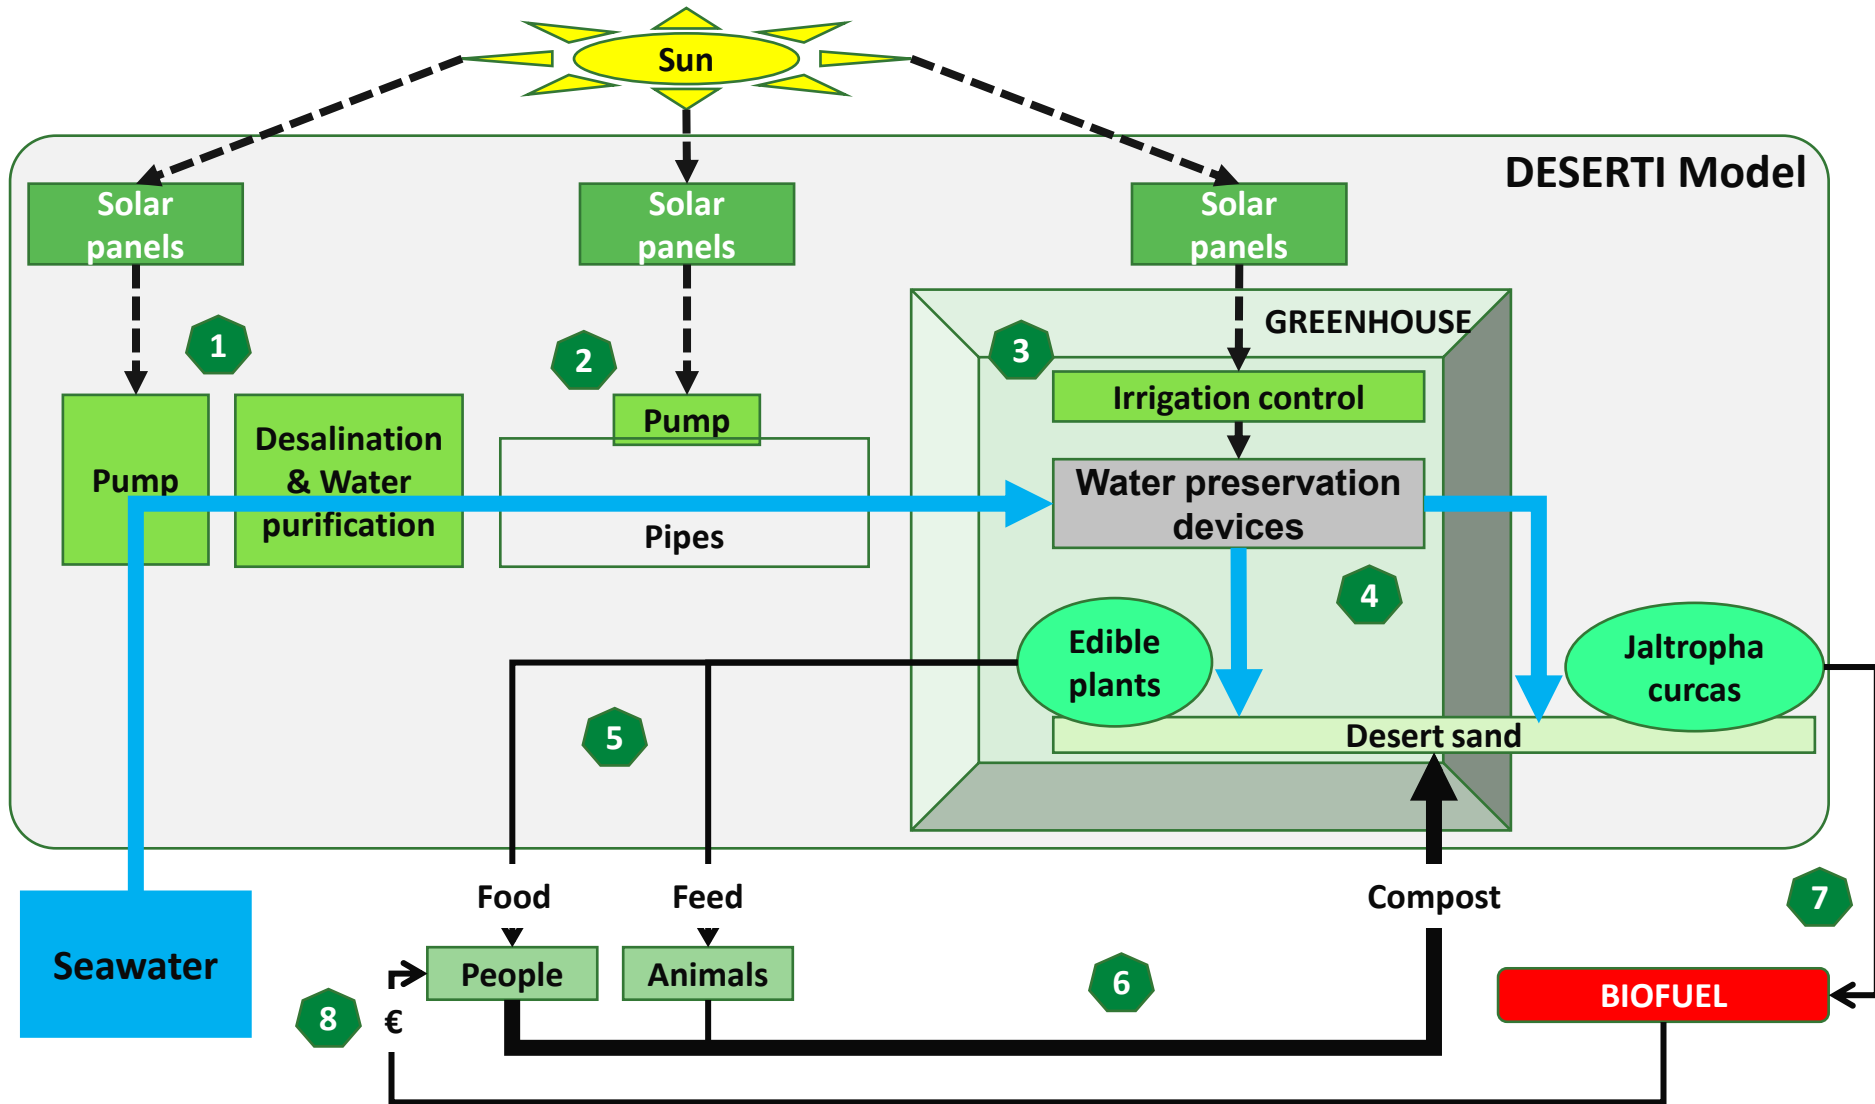 Sun
DESERTI Model
Solar
panels
Solar
panels
Solar
panels
1
2
3
GREENHOUSE
Pump
Desalination
& Water
purification
Pump
Pipes
Irrigation control
Water preservation
devices
4
Edible
plants
Jaltropha
curcas
Desert sand
5
Food
Feed
Compost
7
Seawater
People
Animals
6
BIOFUEL
8
€